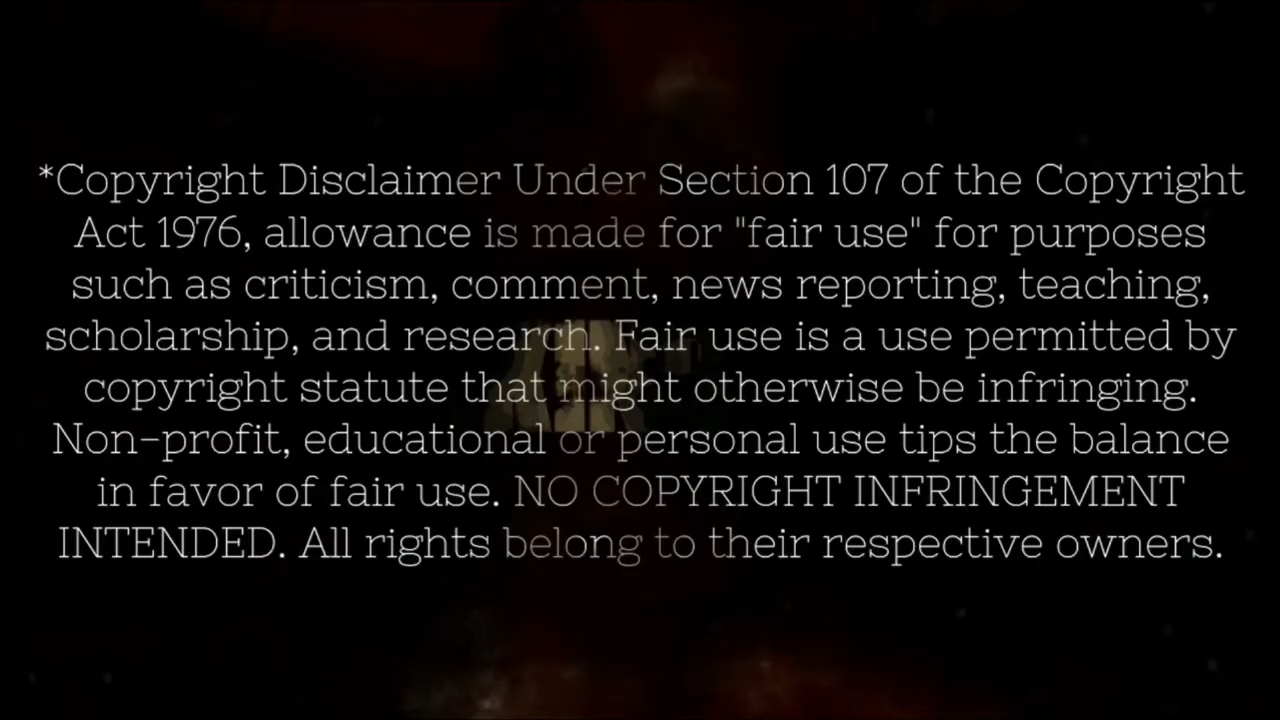 *Copyright Disclaimer Under Section 107 of the Copyright
Act 1976, allowance is made for "fair use" for purposes
such as criticism, comment, news reporting, teaching,
scholarship, and research. Fair use is a use permitted by
copyright statute that might otherwise be infringing.
Non-profit, educational or personal use tips the balance
in favor of fair use. NO COPYRIGHT INFRINGEMENT
INTENDED. All rights belong to their respective owners.